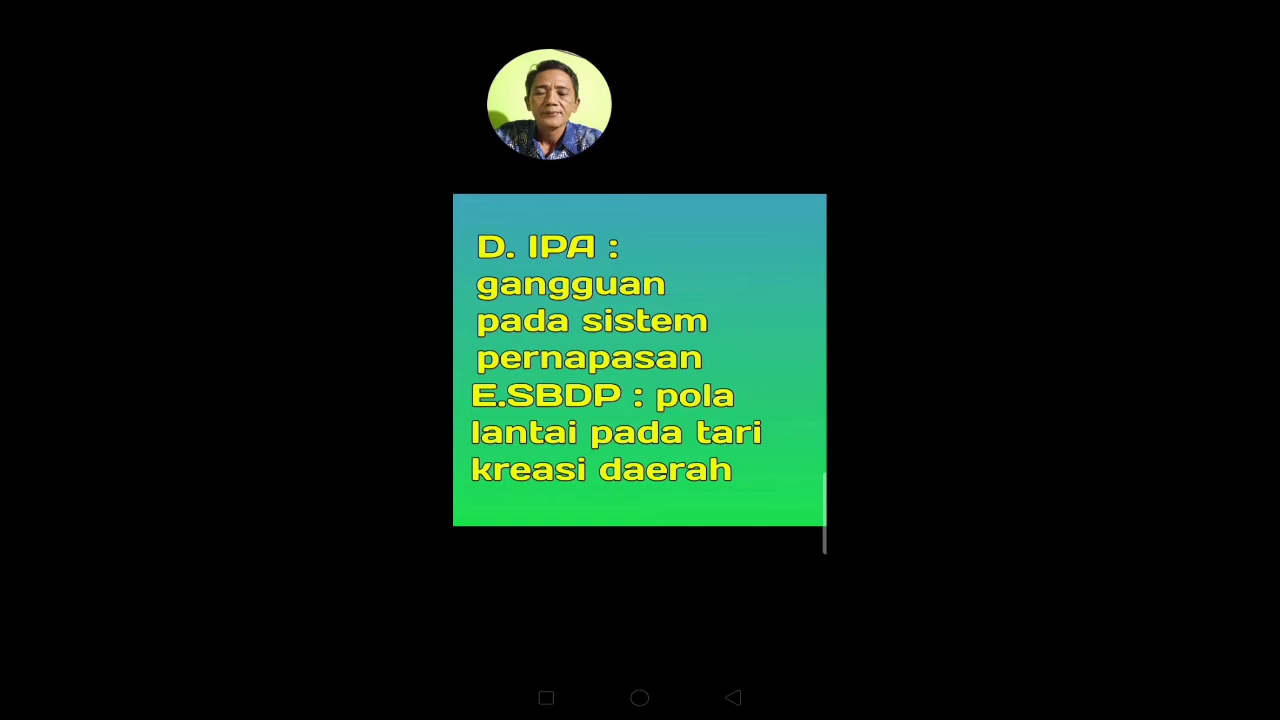 D. IPA :
gangguan
pada sistem
pernapasan
E.SBDP : pola
lantai pada tari
kreasi daerah